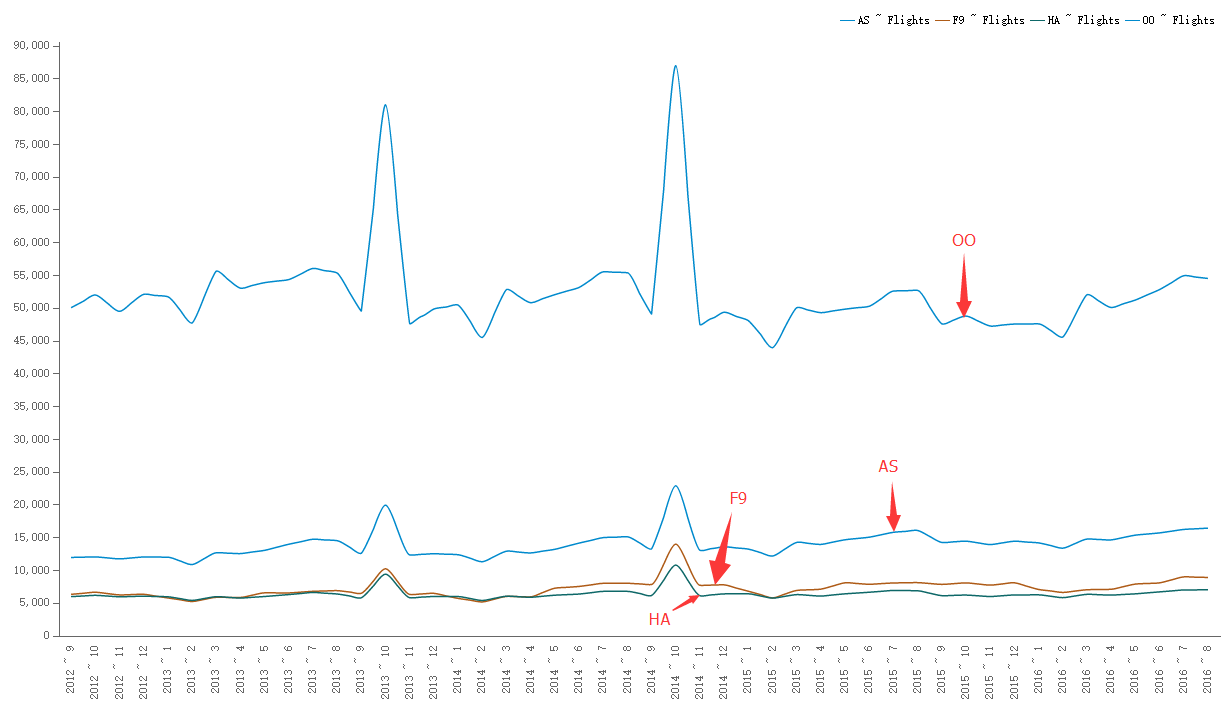 AS ~ Flights F9 ~ Flights HA ~ Flights OO ~ Flights
90,000
85,000
80,000
75,000
70,000
65,000
60,000
55,000
50,000
45,000
40,000
35,000
30,000
25,000
20,000
15,000
10,000
5,000
0
OO
AS
F9
HA
2012 ~ 9
2012 ~ 10
2012 ~ 11
2012 ~ 12
2013 ~ 1
2013 ~ 2
2013 ~ 3
2013 ~ 4
2013 ~ 5
2013 ~ 6
2013 ~ 7
2013 ~ 8
2013 ~ 9
2013 ~ 10
2013 ~ 11
2013 ~ 12
2014 ~ 1
2014 ~ 2
2014 ~ 3
2014 ~ 4
2014 ~ 5
2014 ~ 6
2014 ~ 7
2014 ~ 8
2014 ~ 9
2014 ~ 10
2014 ~ 11
2014 ~ 12
2015 ~ 1
2015 ~ 2
2015 ~ 3
2015 ~ 4
2015 ~ 5
2015 ~ 6
2015 ~ 7
2015 ~ 8
2015 ~ 9
2015 ~ 10
2015 ~ 11
2015 ~ 12
2016 ~ 1
2016 ~ 2
2016 ~ 3
2016 ~ 4
2016 ~ 5
2016 ~ 6
2016 ~ 7
2016 ~ 8